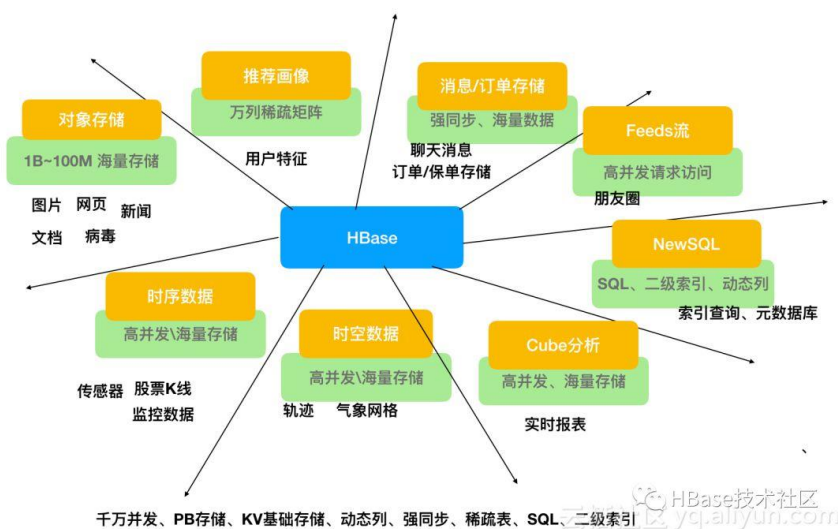 推荐画像
万列稀疏矩阵
用户特征
消息/订单存储
强同步、海量数据
聊天消息
订单/保单存储
对象存储
1B~100M 海量存储
图片 网页 新闻
文档 病毒
Feeds流
高并发请求访问
朋友圈
HBase
NewSQL
SQL、二级索引、动态列
索引查询、元数据库
时序数据
高并发\海量存储
传感器 股票K线
监控数据
时空数据
高并发\海量存储
轨迹 气象网格
Cube分析
高并发、海量存储
实时报表
、
HBase技术社区
千万并发、PB存储、KV基础存储、动态列、强同步、稀疏表、SQL、二级索引
云栖社区 yq.aliyun.com